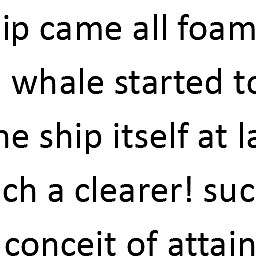 ip came all foam
whale started to
he ship itself at la
ch a clearer! suc
conceit of attain